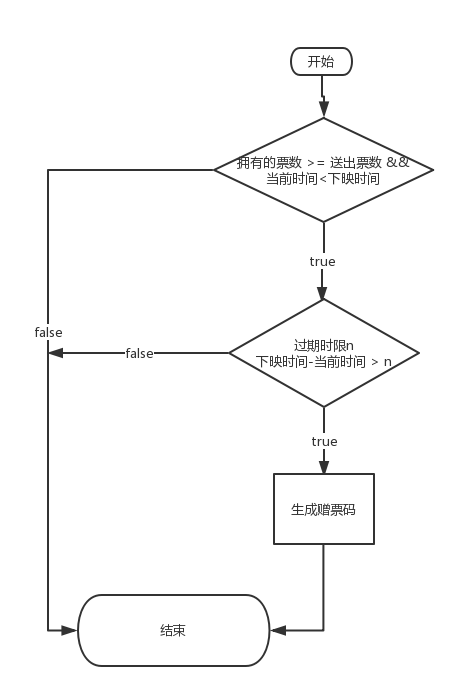 开始
拥有的票数 >= 送出票数 &&
当前时间<下映时间
true
false
过期时限n
下映时间-当前时间 > n
false
true
生成赠票码
结束